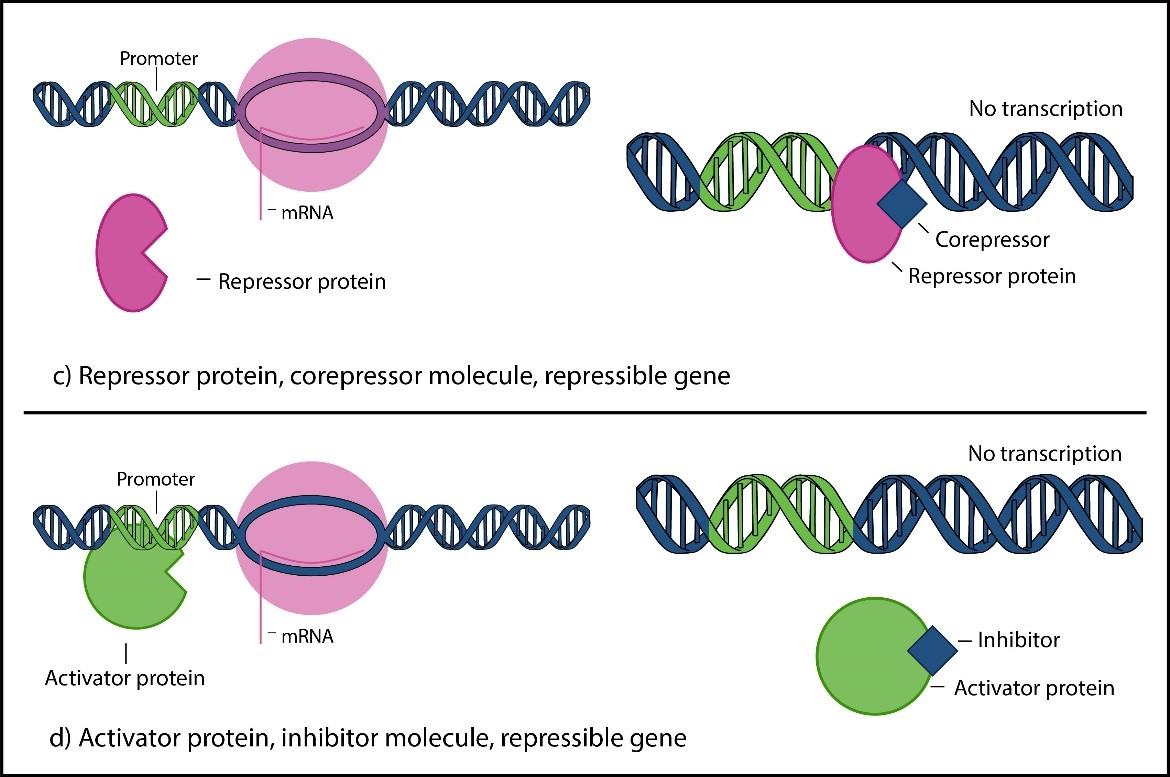 Promoter
No transcription
mRNA
Corepressor
Repressor protein
Repressor protein
c) Repressor protein, corepressor molecule, repressible gene
No transcription
Promoter
mRNA
Inhibitor
Activator protein
Activator protein
d) Activator protein, inhibitor molecule, repressible gene